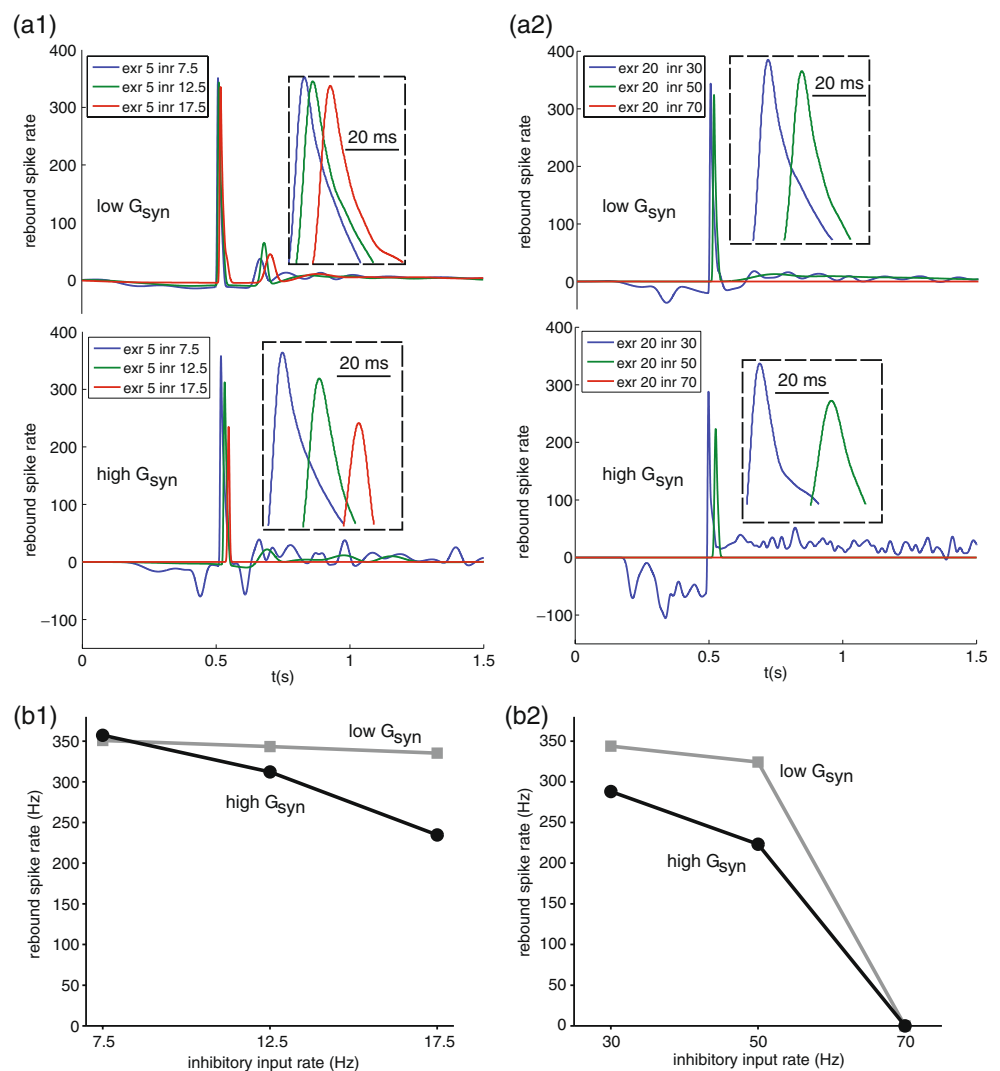 (a1)
400
300
200
100
0
rebound spike rate
exr 5 inr 7.5
exr 5 inr 12.5
exr 5 inr 17.5
20 ms
low Gsyn
400
300
200
100
0
−100
rebound spike rate
exr 5 inr 7.5
exr 5 inr 12.5
exr 5 inr 17.5
20 ms
high Gsyn
0
0.5
1
1.5
t(s)
(a2)
400
300
200
100
0
rebound spike rate
exr 20 inr 30
exr 20 inr 50
exr 20 inr 70
20 ms
low Gsyn
400
300
200
100
0
−100
rebound spike rate
exr 20 inr 30
exr 20 inr 50
exr 20 inr 70
20 ms
high Gsyn
0
0.5
1
1.5
t(s)
(b1)
350
300
250
200
150
100
50
0
rebound spike rate (Hz)
low Gsyn
high Gsyn
7.5
12.5
17.5
inhibitory input rate (Hz)
(b2)
350
300
250
200
150
100
50
0
rebound spike rate (Hz)
low Gsyn
high Gsyn
30
50
70
inhibitory input rate (Hz)